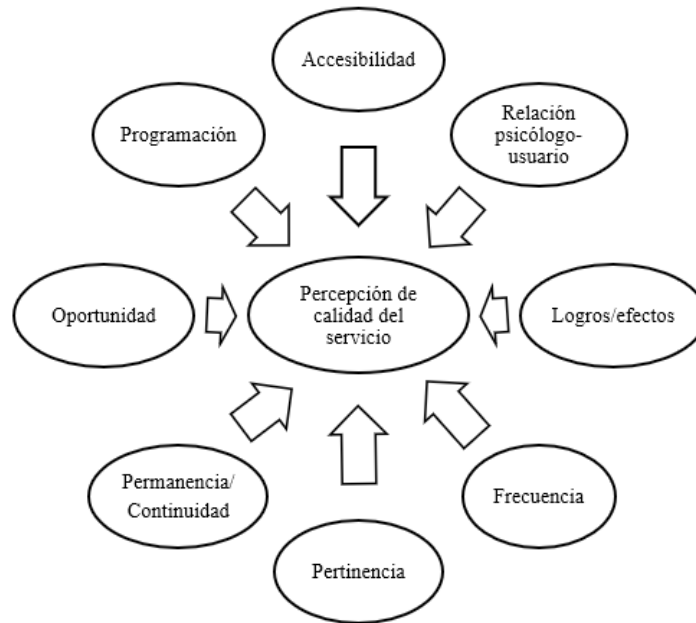 Accesibilidad
Programación
Relación
psicólogo-
usuario
Oportunidad
Percepción de
calidad del
servicio
Logros/efectos
Permanencia/
Continuidad
Frecuencia
Pertinencia